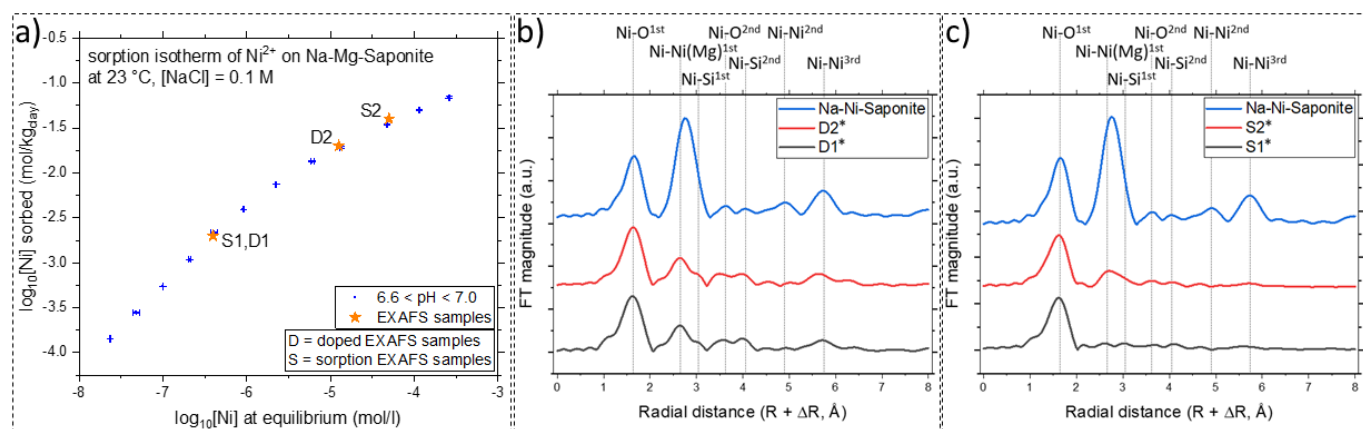 a)
sorption isotherm of Ni²⁺ on Na-Mg-Saponite
at 23 °C, [NaCl] = 0.1 M
-0.5
-1.0
-1.5
-2.0
-2.5
-3.0
-3.5
-4.0
log₁₀[Ni] sorbed (mol/kg_day)
S2
D2
S1,D1
6.6 < pH < 7.0
EXAFS samples
D = doped EXAFS samples
S = sorption EXAFS samples
-8 -7 -6 -5 -4 -3
log₁₀[Ni] at equilibrium (mol/l)
b)
Ni-O¹ˢᵗ Ni-O²ⁿᵈ Ni-Ni²ⁿᵈ
Ni-Ni(Mg)¹ˢᵗ Ni-Si²ⁿᵈ Ni-Ni³ʳᵈ
Ni-Si¹ˢᵗ
Na-Ni-Saponite
D2*
D1*
FT magnitude (a.u.)
0 1 2 3 4 5 6 7 8
Radial distance (R + ΔR, Å)
c)
Ni-O¹ˢᵗ Ni-O²ⁿᵈ Ni-Ni²ⁿᵈ
Ni-Ni(Mg)¹ˢᵗ Ni-Si²ⁿᵈ Ni-Ni³ʳᵈ
Ni-Si¹ˢᵗ
Na-Ni-Saponite
S2*
S1*
FT magnitude (a.u.)
0 1 2 3 4 5 6 7 8
Radial distance (R + ΔR, Å)